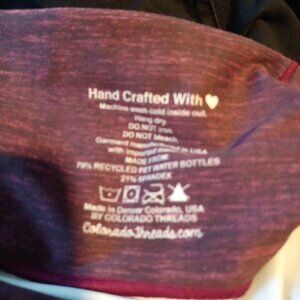 Hand Crafted With
Machine wash cold inside out.
Hang dry.
DO NOT iron.
DO NOT bleach.
Garment manufactured
with imported material USA
MADE FROM
79% RECYCLED PET WATER BOTTLES
21% SPANDEX
Made in Denver Colorado, USA
BY COLORADO THREADS
ColoradoThreads.com